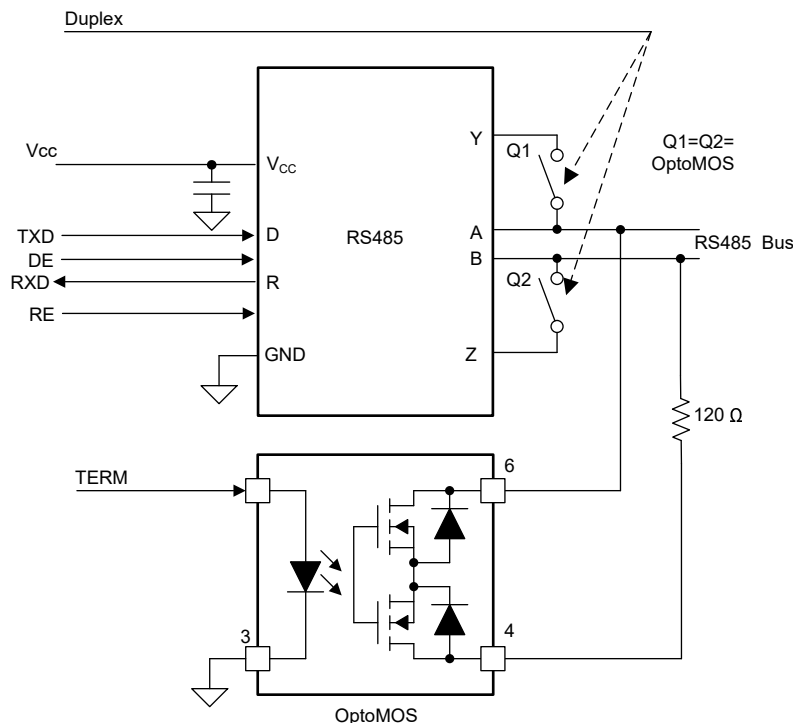 Duplex
Vcc
VCC
Y
Q1
Q1=Q2=
OptoMOS
TXD
D
RS485
A
RS485 Bus
DE
B
RXD
R
Q2
RE
GND
Z
120 Ω
TERM
6
3
4
OptoMOS